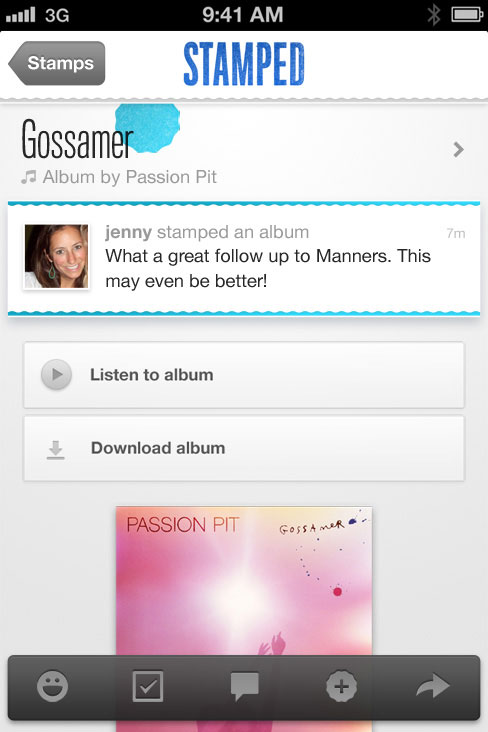 3G 9:41 AM
Stamps STAMPED
Gossamer
Album by Passion Pit
jenny stamped an album 7m
What a great follow up to Manners. This
may even be better!
Listen to album
Download album
PASSION PIT GOSSAMER